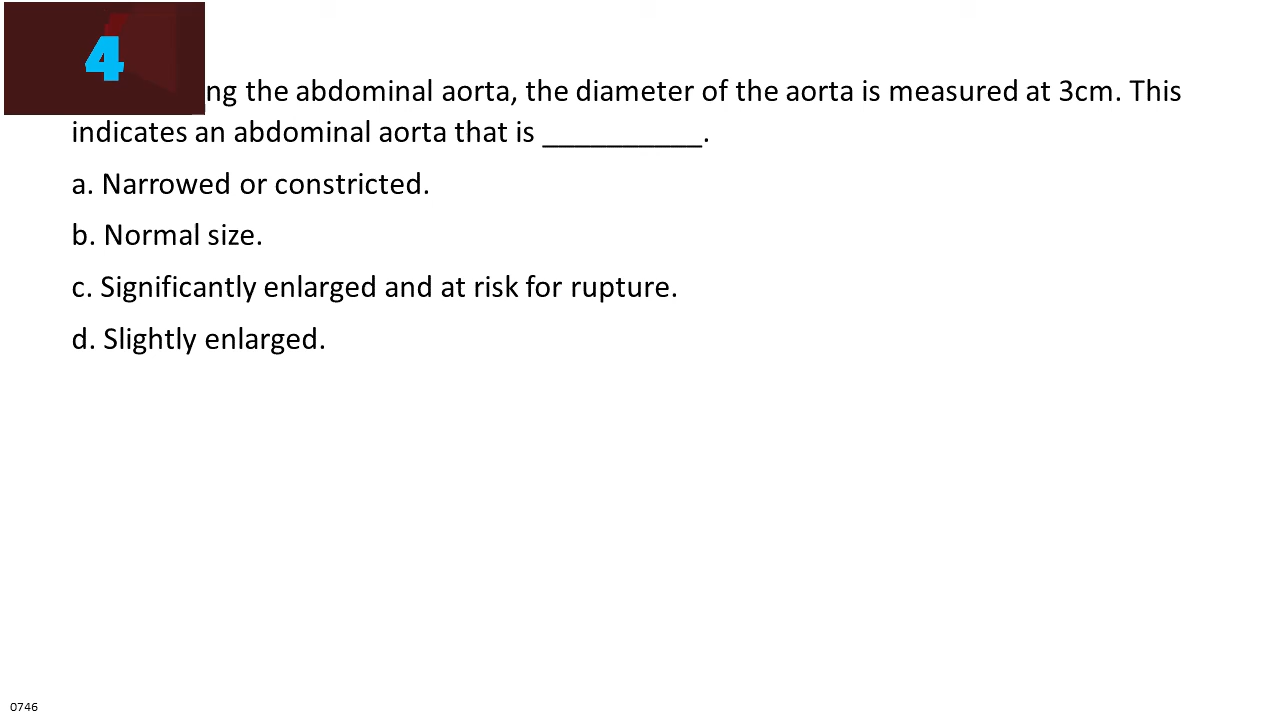 4
ng the abdominal aorta, the diameter of the aorta is measured at 3cm. This
indicates an abdominal aorta that is __________.
a. Narrowed or constricted.
b. Normal size.
c. Significantly enlarged and at risk for rupture.
d. Slightly enlarged.
0746